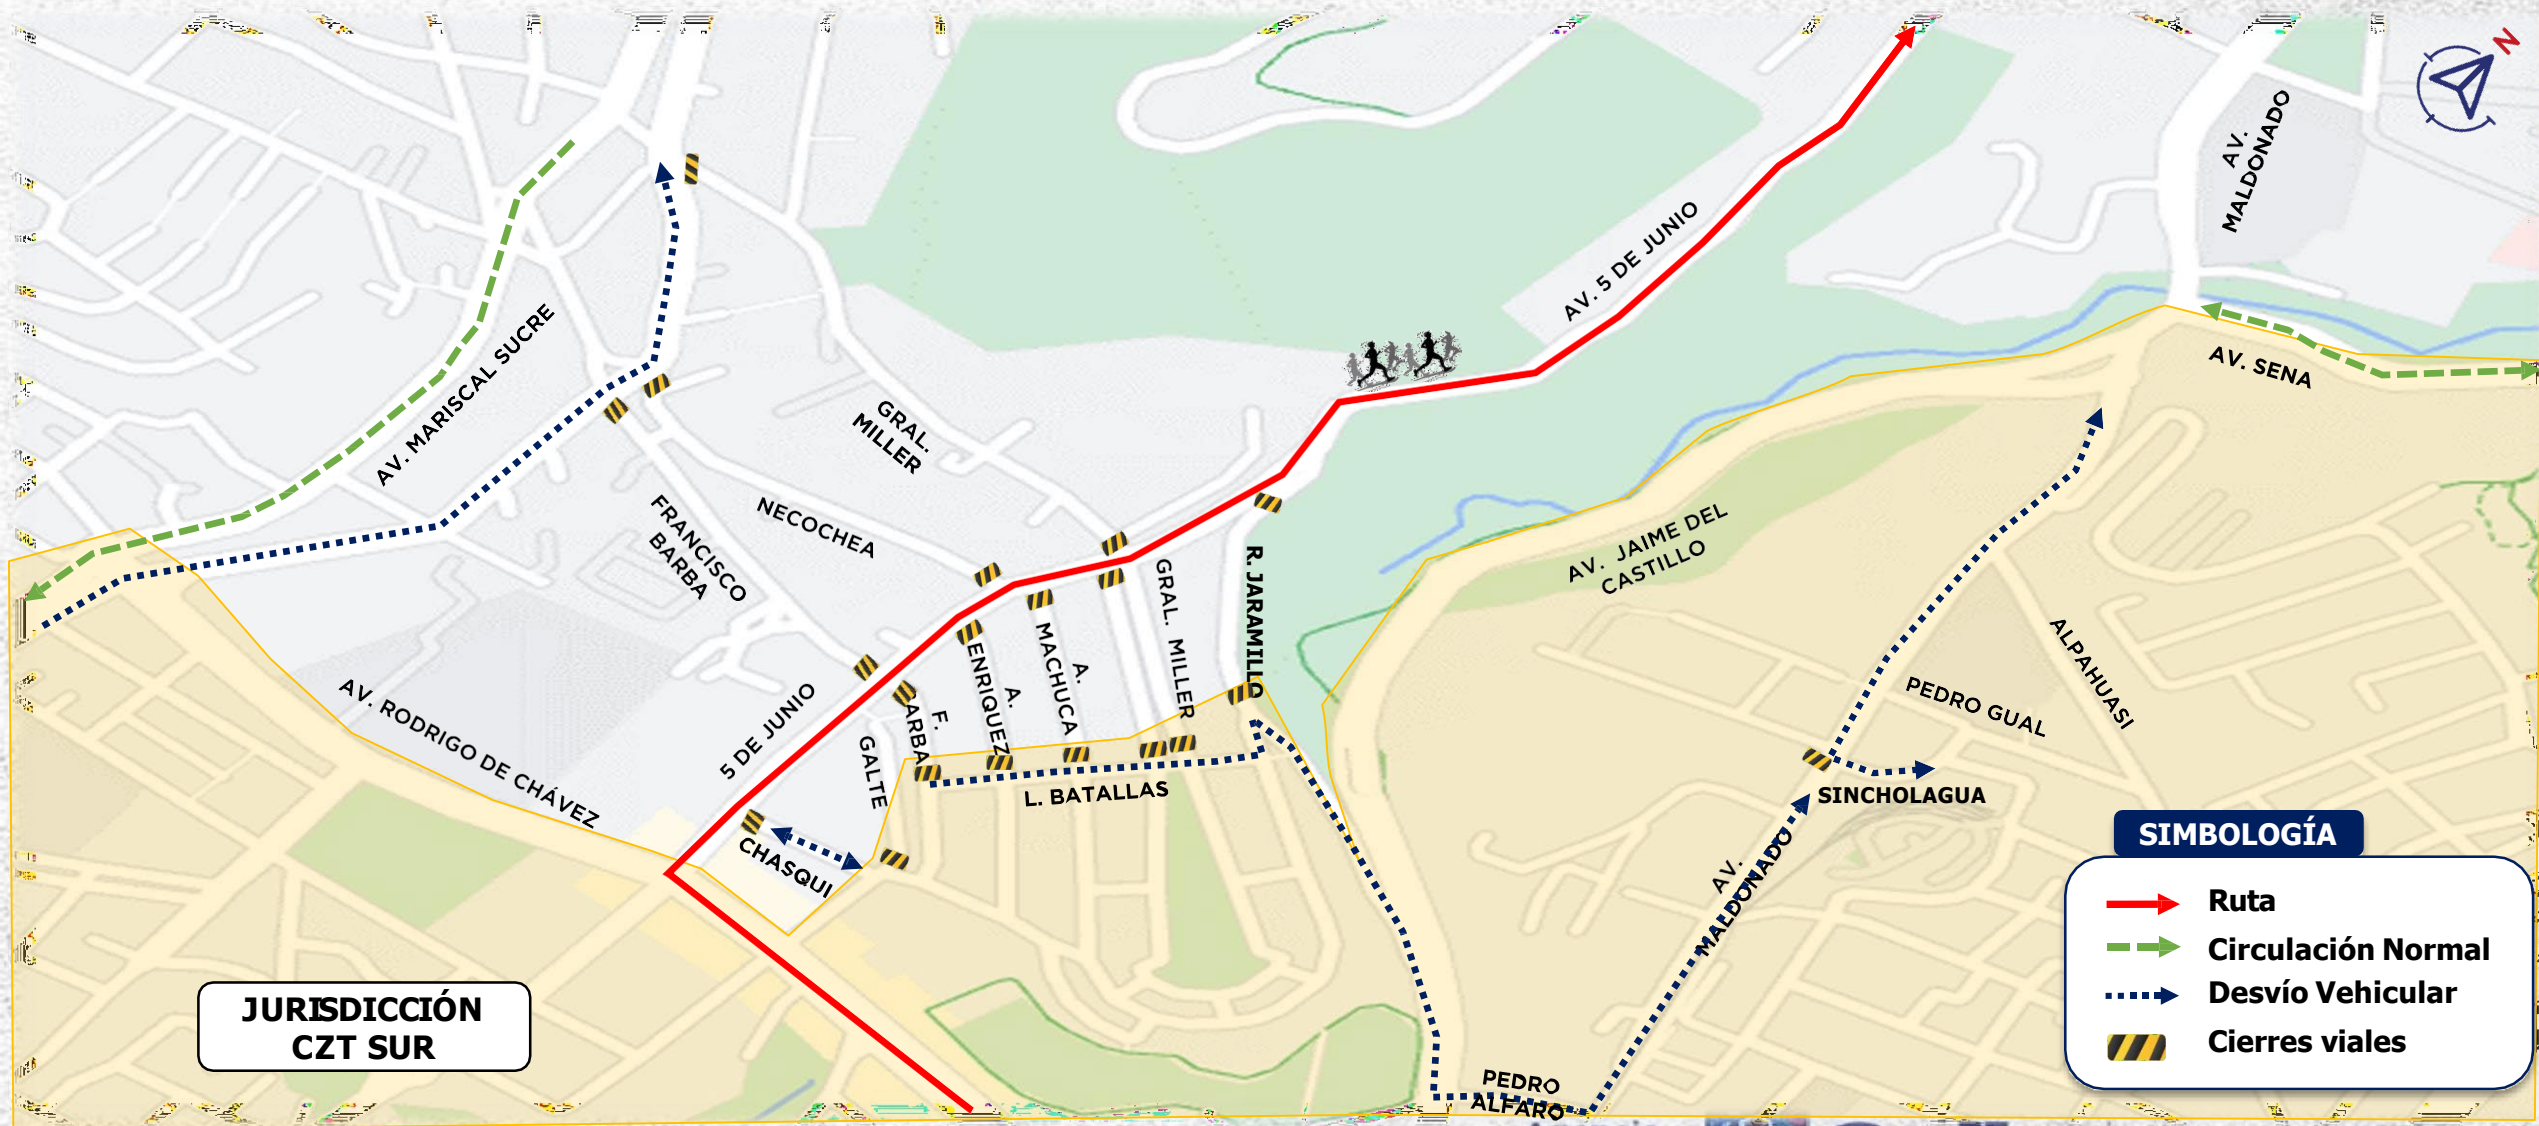 N
AV.
MALDONADO
AV. 5 DE JUNIO
AV. MARISCAL SUCRE
AV. SENA
GRAL.
MILLER
NECOCHEA
FRANCISCO
BARBA
R. JARAMILLO
GRAL. MILLER
AV. JAIME DEL
CASTILLO
A.
MACHUCA
A.
ENRIQUEZ
F.
BARBA
GALTE
5 DE JUNIO
AV. RODRIGO DE CHÁVEZ
ALPAHUASI
PEDRO GUAL
L. BATALLAS
CHASQUI
SINCHOLAGUA
AV.
MALDONADO
PEDRO
ALFARO
JURISDICCIÓN
CZT SUR
SIMBOLOGÍA
Ruta
Circulación Normal
Desvío Vehicular
Cierres viales